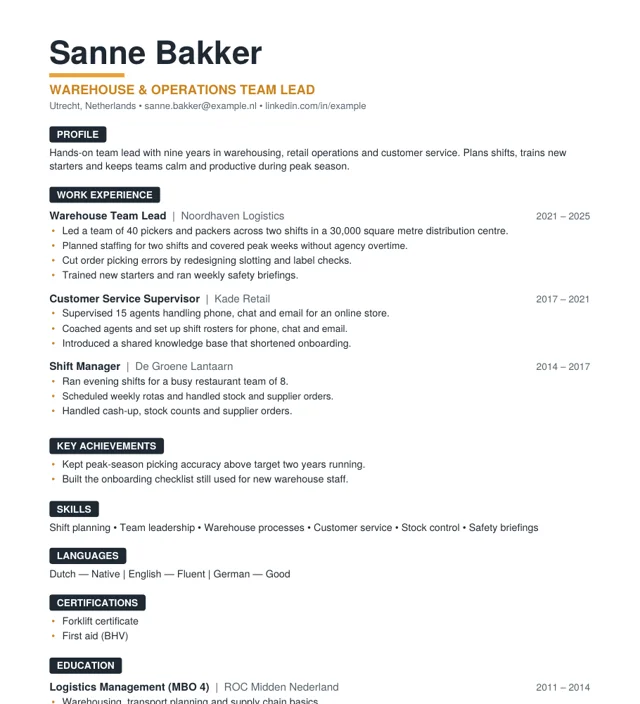 Sanne Bakker
WAREHOUSE & OPERATIONS TEAM LEAD
Utrecht, Netherlands • sanne.bakker@example.nl • linkedin.com/in/example
PROFILE
Hands-on team lead with nine years in warehousing, retail operations and customer service. Plans shifts, trains new
starters and keeps teams calm and productive during peak season.
WORK EXPERIENCE
Warehouse Team Lead | Noordhaven Logistics 2021 – 2025
• Led a team of 40 pickers and packers across two shifts in a 30,000 square metre distribution centre.
• Planned staffing for two shifts and covered peak weeks without agency overtime.
• Cut order picking errors by redesigning slotting and label checks.
• Trained new starters and ran weekly safety briefings.
Customer Service Supervisor | Kade Retail 2017 – 2021
• Supervised 15 agents handling phone, chat and email for an online store.
• Coached agents and set up shift rosters for phone, chat and email.
• Introduced a shared knowledge base that shortened onboarding.
Shift Manager | De Groene Lantaarn 2014 – 2017
• Ran evening shifts for a busy restaurant team of 8.
• Scheduled weekly rotas and handled stock and supplier orders.
• Handled cash-up, stock counts and supplier orders.
KEY ACHIEVEMENTS
• Kept peak-season picking accuracy above target two years running.
• Built the onboarding checklist still used for new warehouse staff.
SKILLS
Shift planning • Team leadership • Warehouse processes • Customer service • Stock control • Safety briefings
LANGUAGES
Dutch — Native | English — Fluent | German — Good
CERTIFICATIONS
• Forklift certificate
• First aid (BHV)
EDUCATION
Logistics Management (MBO 4) | ROC Midden Nederland 2011 – 2014
• Warehousing, transport planning and supply chain basics